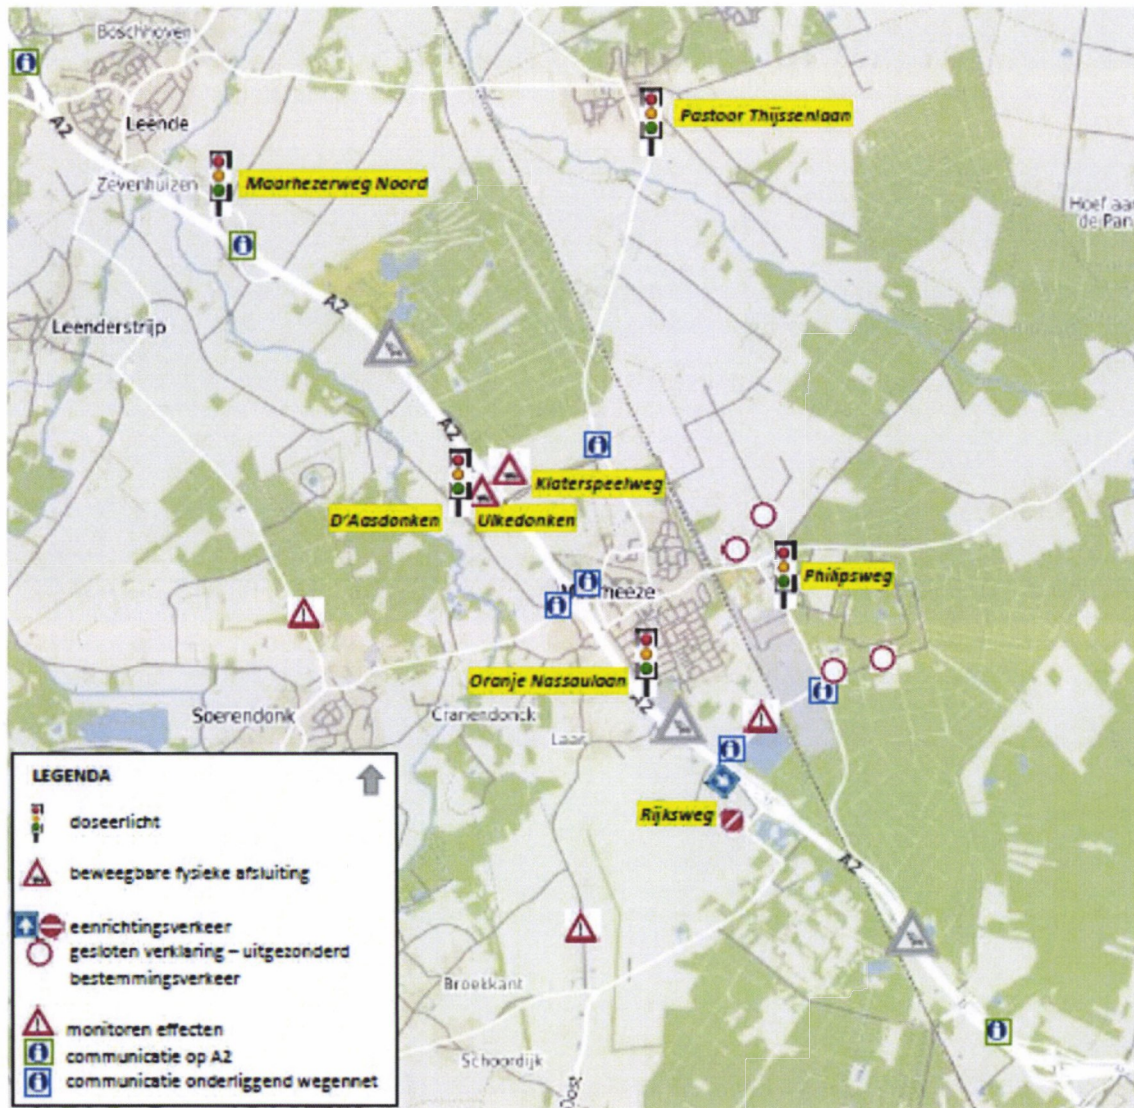 Boschhoven
A2
Leende
Pastoor Thijssenlaan
Zevenhuizen
Maarhezerweg Noord
Hoef aan
de Pan
A2
Leenderstrijp
A2
Klaterspeelweg
D'Aasdonken
Ulkedonken
Philipsweg
Oranje Nassaulaan
A2
Soerendonk
Cranendonck
Laar
Rijksweg
A2
LEGENDA
doseerlicht
beweegbare fysieke afsluiting
eenrichtingsverkeer
gesloten verklaring – uitgezonderd
bestemmingsverkeer
monitoren effecten
communicatie op A2
communicatie onderliggend wegennet
Broekkant
Schoordijk
Oost